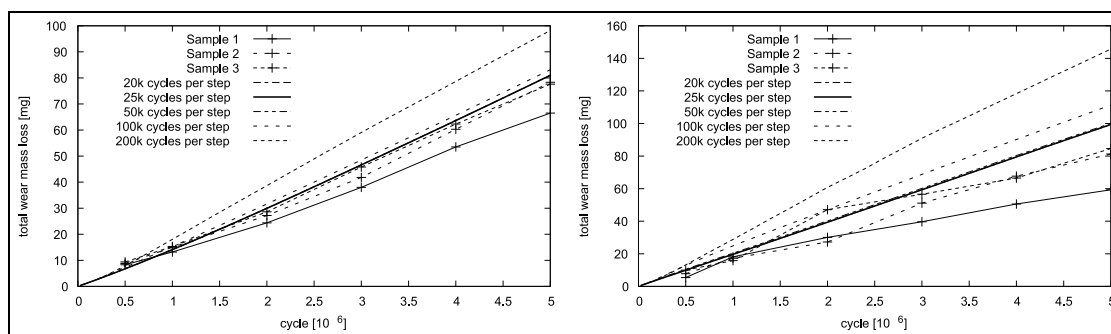 100
90
80
70
60
50
40
30
20
10
0
total wear mass loss [mg]
Sample 1
Sample 2
Sample 3
20k cycles per step
25k cycles per step
50k cycles per step
100k cycles per step
200k cycles per step
0 0.5 1 1.5 2 2.5 3 3.5 4 4.5 5
cycle [10 6]
160
140
120
100
80
60
40
20
0
total wear mass loss [mg]
Sample 1
Sample 2
Sample 3
20k cycles per step
25k cycles per step
50k cycles per step
100k cycles per step
200k cycles per step
0 0.5 1 1.5 2 2.5 3 3.5 4 4.5 5
cycle [10 6]